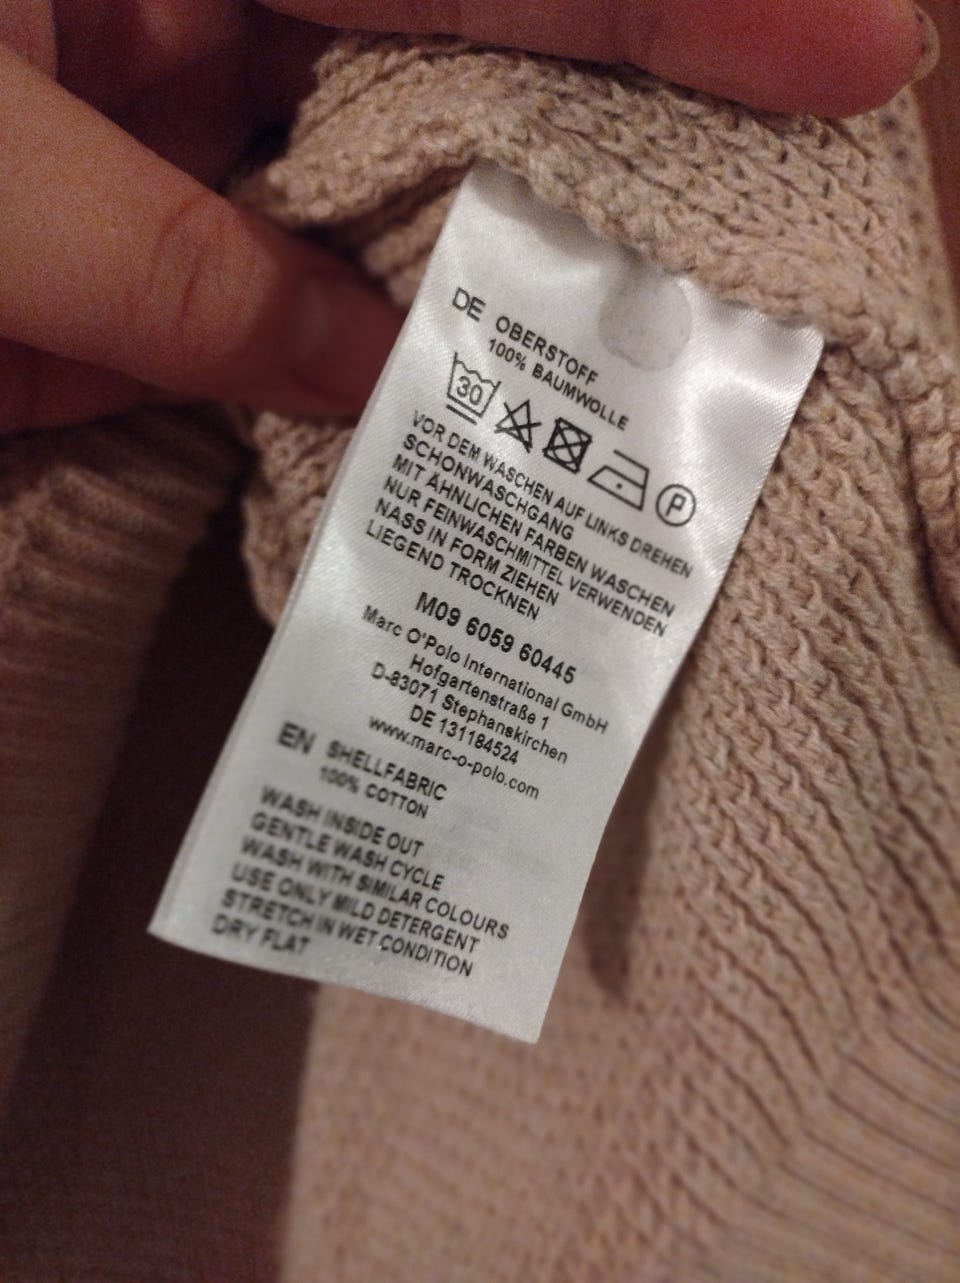 DE OBERSTOFF
100% BAUMWOLLE
30 P
VOR DEM WASCHEN AUF LINKS DREHEN
SCHONWASCHGANG
MIT ÄHNLICHEN FARBEN WASCHEN
NUR FEINWASCHMITTEL VERWENDEN
NASS IN FORM ZIEHEN
LIEGEND TROCKNEN
M09 6059 60445
Marc O'Polo International GmbH
Hofgartenstraße 1
D-83071 Stephanskirchen
DE 131184524
www.marc-o-polo.com
EN SHELLFABRIC
100% COTTON
WASH INSIDE OUT
GENTLE WASH CYCLE
WASH WITH SIMILAR COLOURS
USE ONLY MILD DETERGENT
STRETCH IN WET CONDITION
DRY FLAT